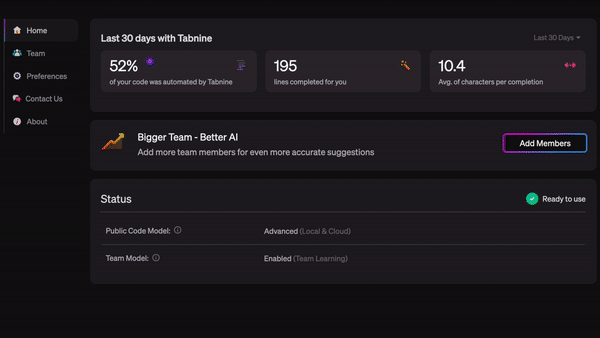 Home
Team
Preferences
Contact Us
About
Last 30 days with Tabnine
Last 30 Days
52%
of your code was automated by Tabnine
195
lines completed for you
10.4
Avg. of characters per completion
Bigger Team - Better AI
Add more team members for even more accurate suggestions
Add Members
Status
Ready to use
Public Code Model:
Advanced (Local & Cloud)
Team Model:
Enabled (Team Learning)